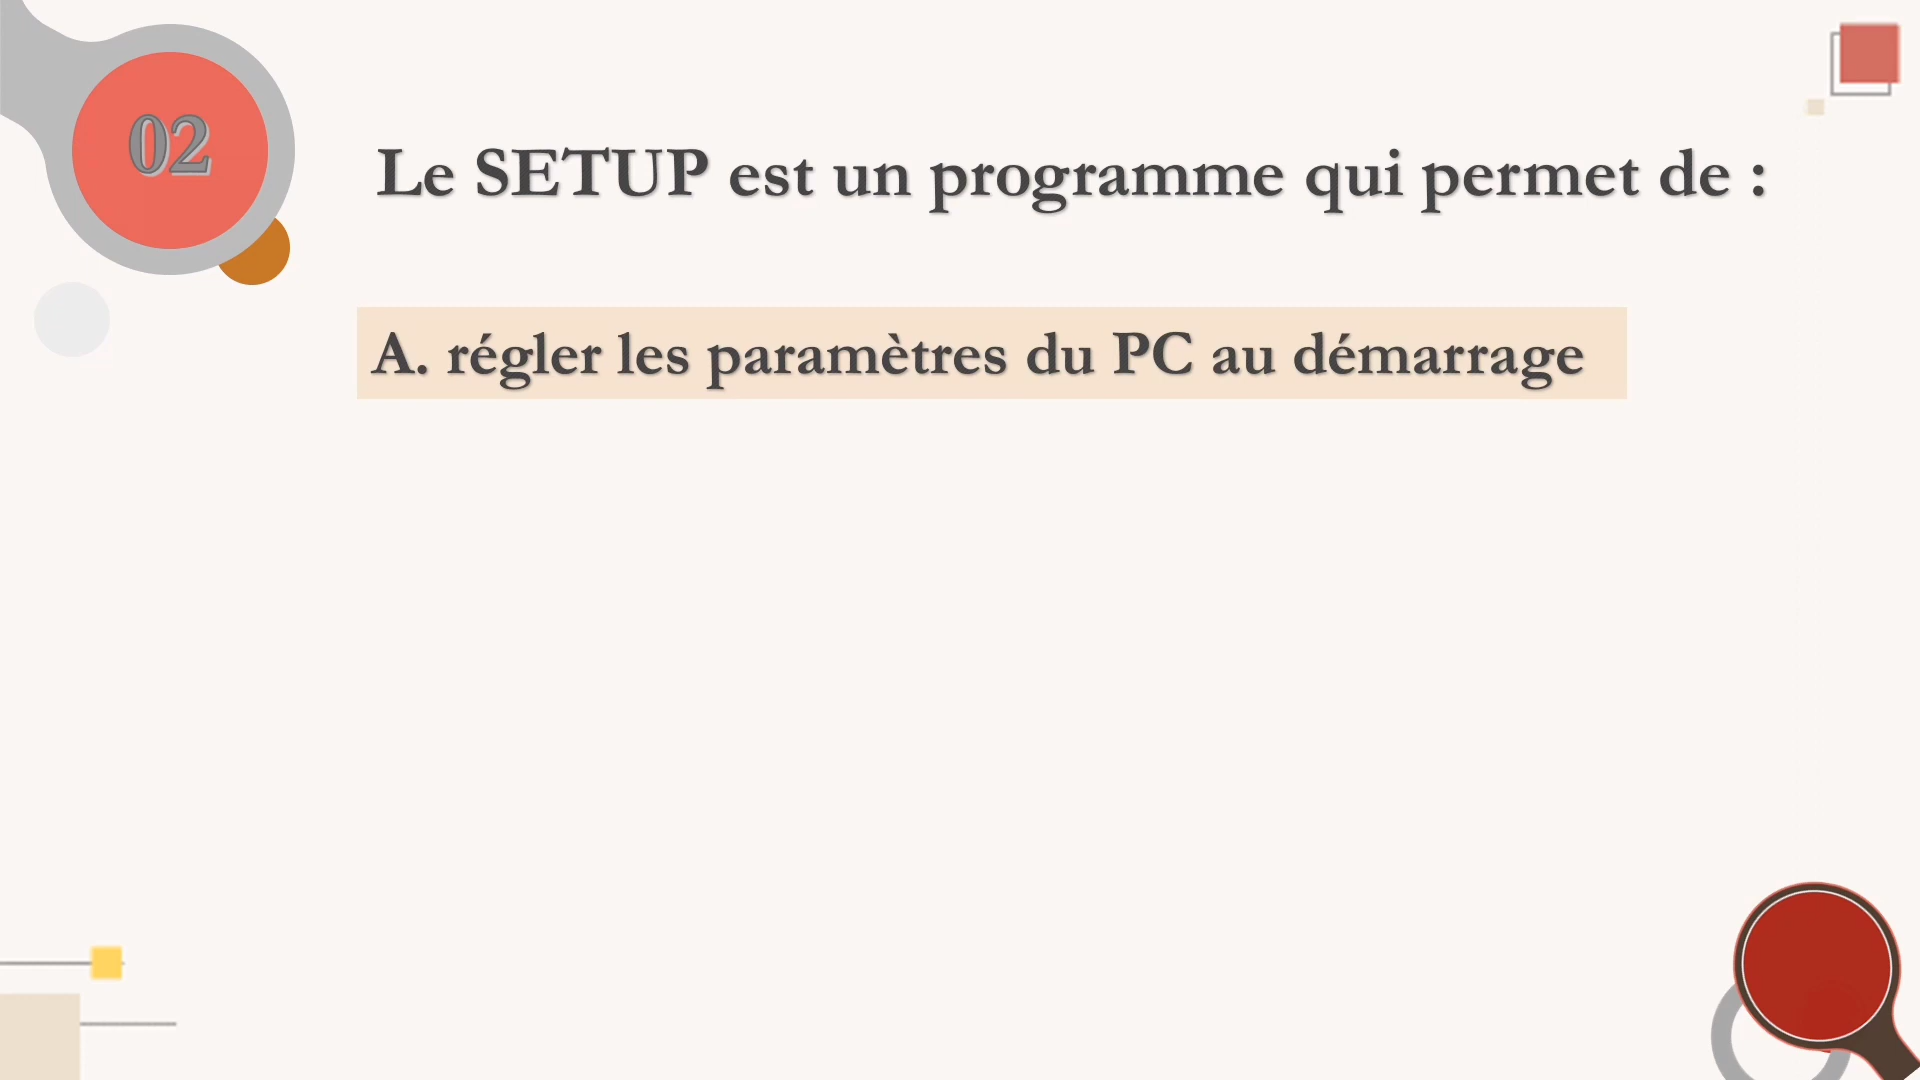 02
Le SETUP est un programme qui permet de :
A. régler les paramètres du PC au démarrage